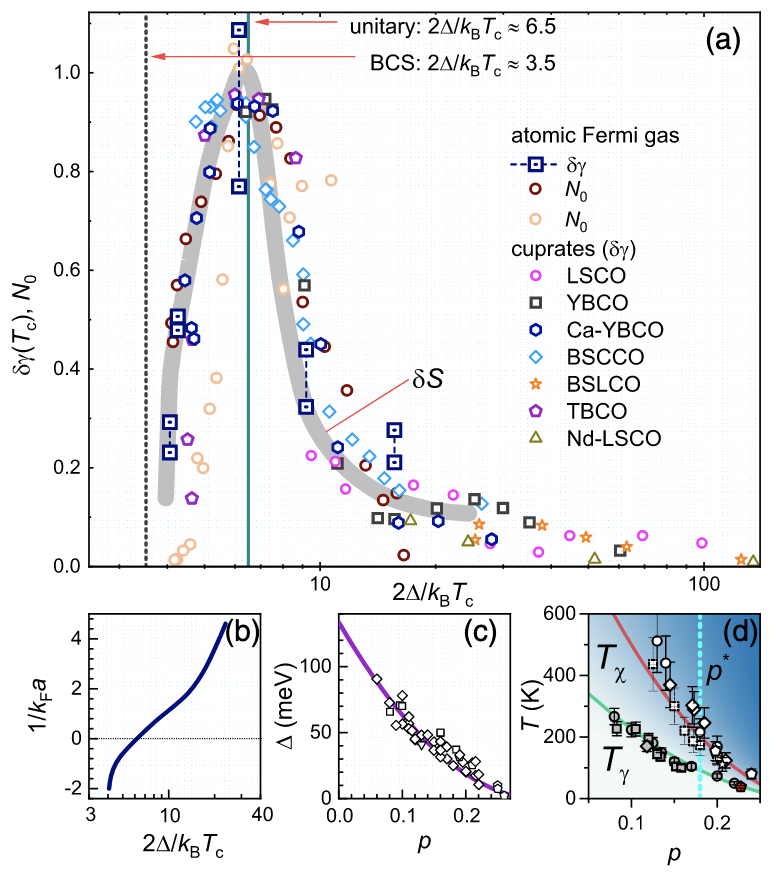 unitary: 2Δ/kBTc ≈ 6.5
(a)
BCS: 2Δ/kBTc ≈ 3.5
1.0
0.8
0.6
0.4
0.2
0.0
δγ(Tc), N0
atomic Fermi gas
δγ
N0
N0
cuprates (δγ)
LSCO
YBCO
Ca-YBCO
BSCCO
BSLCO
TBCO
Nd-LSCO
δS
10
100
2Δ/kBTc
(b)
4
2
0
-2
1/kFa
3
10
40
2Δ/kBTc
(c)
100
50
0
Δ (meV)
0.0
0.1
0.2
p
(d)
600
400
200
0
T (K)
Tχ
Tγ
p*
0.1
0.2
p